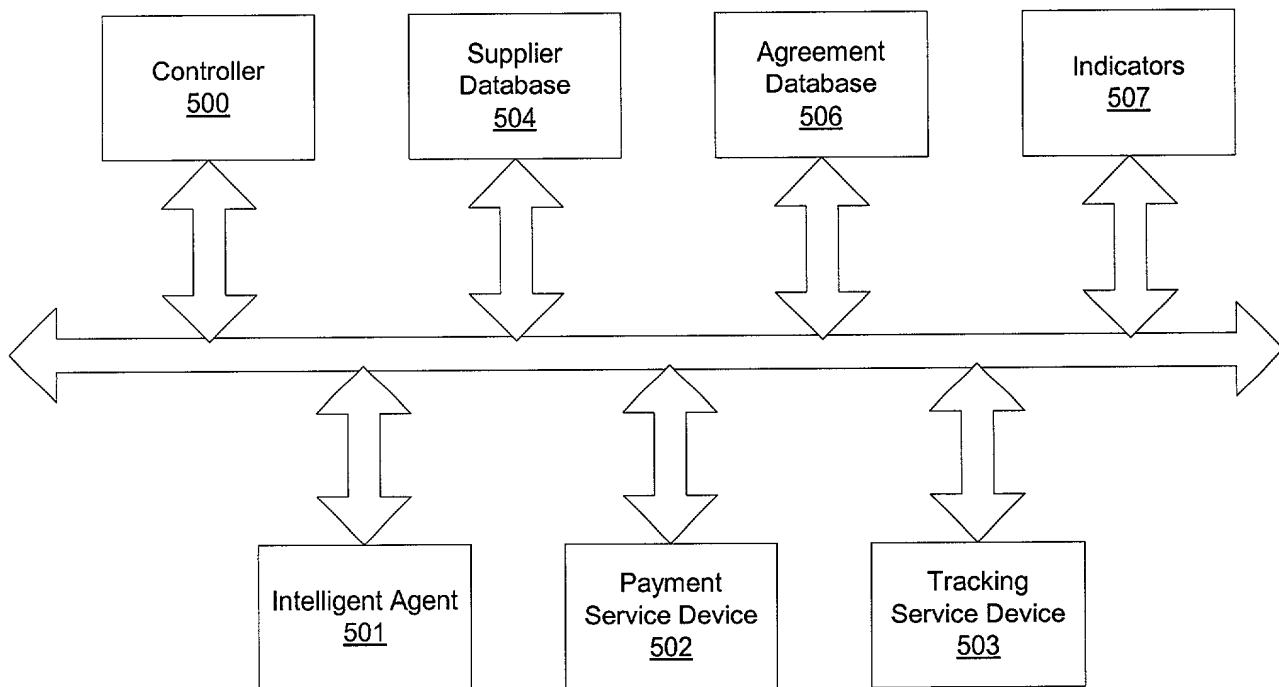 Controller
500
Supplier
Database
504
Agreement
Database
506
Indicators
507
Intelligent Agent
501
Payment
Service Device
502
Tracking
Service Device
503